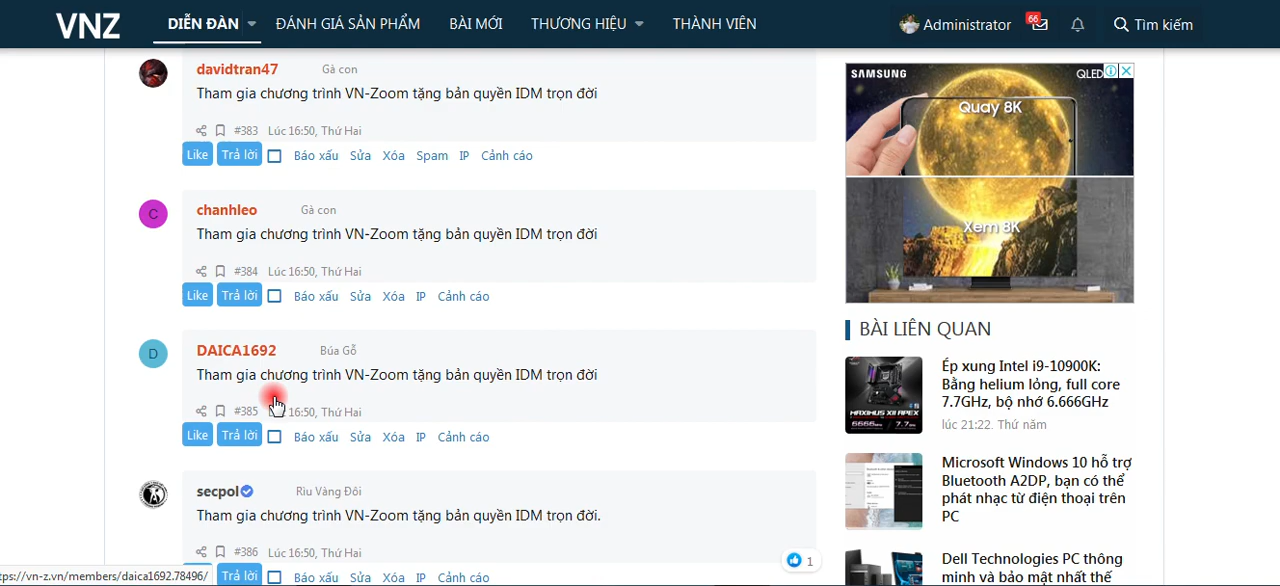 VNZ
DIỄN ĐÀN
ĐÁNH GIÁ SẢN PHẨM
BÀI MỚI
THƯƠNG HIỆU
THÀNH VIÊN
Administrator
66
Tìm kiếm
davidtran47 Gà con
Tham gia chương trình VN-Zoom tặng bản quyền IDM trọn đời
#383 Lúc 16:50, Thứ Hai
Like Trả lời Báo xấu Sửa Xóa Spam IP Cảnh cáo
C
chanhleo Gà con
Tham gia chương trình VN-Zoom tặng bản quyền IDM trọn đời
#384 Lúc 16:50, Thứ Hai
Like Trả lời Báo xấu Sửa Xóa IP Cảnh cáo
D
DAICA1692 Búa Gỗ
Tham gia chương trình VN-Zoom tặng bản quyền IDM trọn đời
#385 16:50, Thứ Hai
Like Trả lời Báo xấu Sửa Xóa IP Cảnh cáo
secpol Rìu Vàng Đôi
Tham gia chương trình VN-Zoom tặng bản quyền IDM trọn đời.
#386 Lúc 16:50, Thứ Hai
1
Trả lời Báo xấu Sửa Xóa IP Cảnh cáo
tps://vn-z.vn/members/daica1692.78496/
SAMSUNG
QLED
Quay 8K
Xem 8K
BÀI LIÊN QUAN
MAXIMUS XII APEX
6666 7.7
Ép xung Intel i9-10900K:
Bằng helium lỏng, full core
7.7GHz, bộ nhớ 6.666GHz
lúc 21:22. Thứ năm
Microsoft Windows 10 hỗ trợ
Bluetooth A2DP, bạn có thể
phát nhạc từ điện thoại trên
PC
Dell Technologies PC thông
minh và bảo mật nhất thế